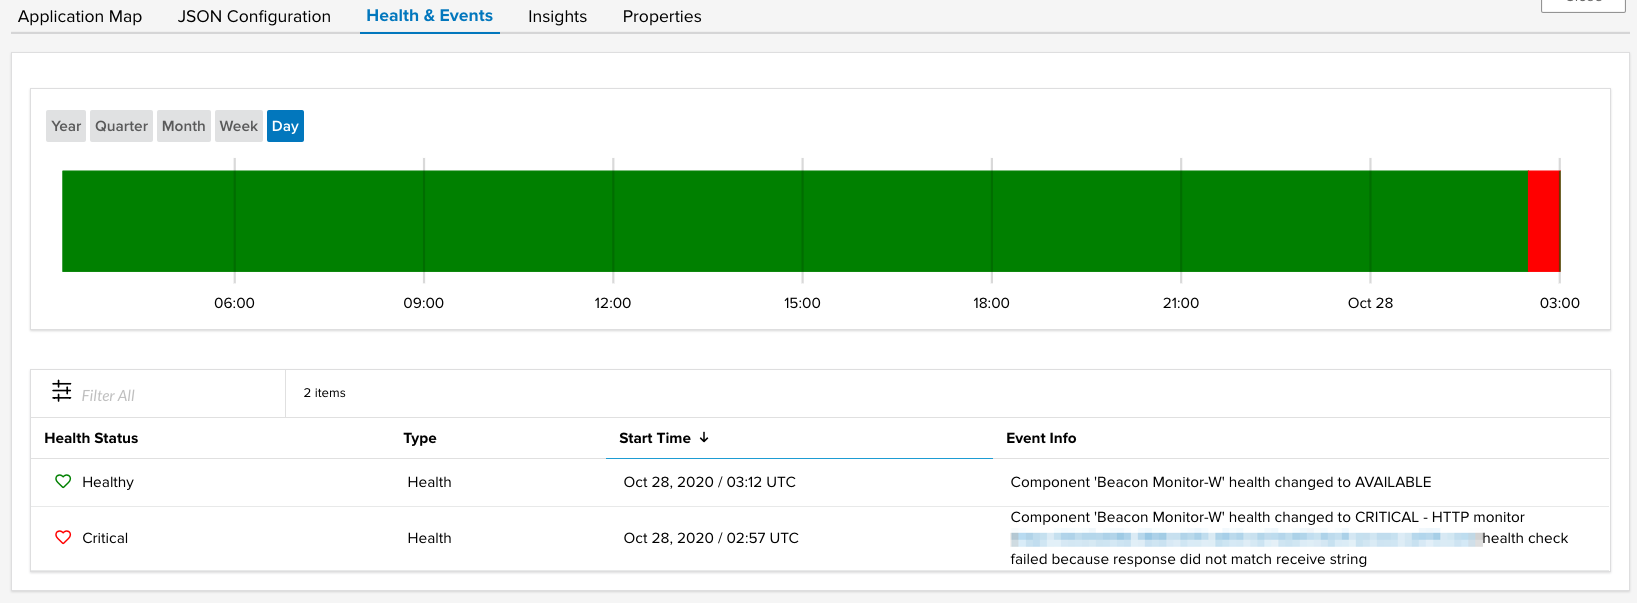 Application Map JSON Configuration Health & Events Insights Properties
Year Quarter Month Week Day
06:00 09:00 12:00 15:00 18:00 21:00 Oct 28 03:00
Filter All 2 items
Health Status Type Start Time ↓ Event Info
Healthy Health Oct 28, 2020 / 03:12 UTC Component 'Beacon Monitor-W' health changed to AVAILABLE
Component 'Beacon Monitor-W' health changed to CRITICAL - HTTP monitor
Critical Health Oct 28, 2020 / 02:57 UTC health check
failed because response did not match receive string